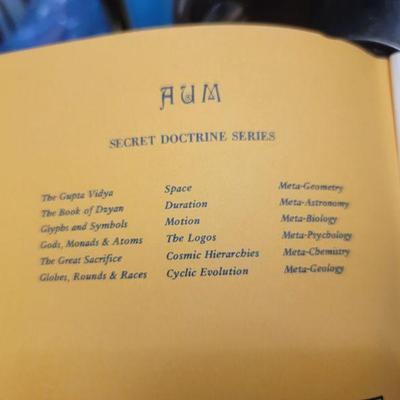 AUM
SECRET DOCTRINE SERIES
The Gupta Vidya Space Meta-Geometry
The Book of Dzyan Duration Meta-Astronomy
Glyphs and Symbols Motion Meta-Biology
Gods, Monads & Atoms The Logos Meta-Psychology
The Great Sacrifice Cosmic Hierarchies Meta-Chemistry
Globes, Rounds & Races Cyclic Evolution Meta-Geology